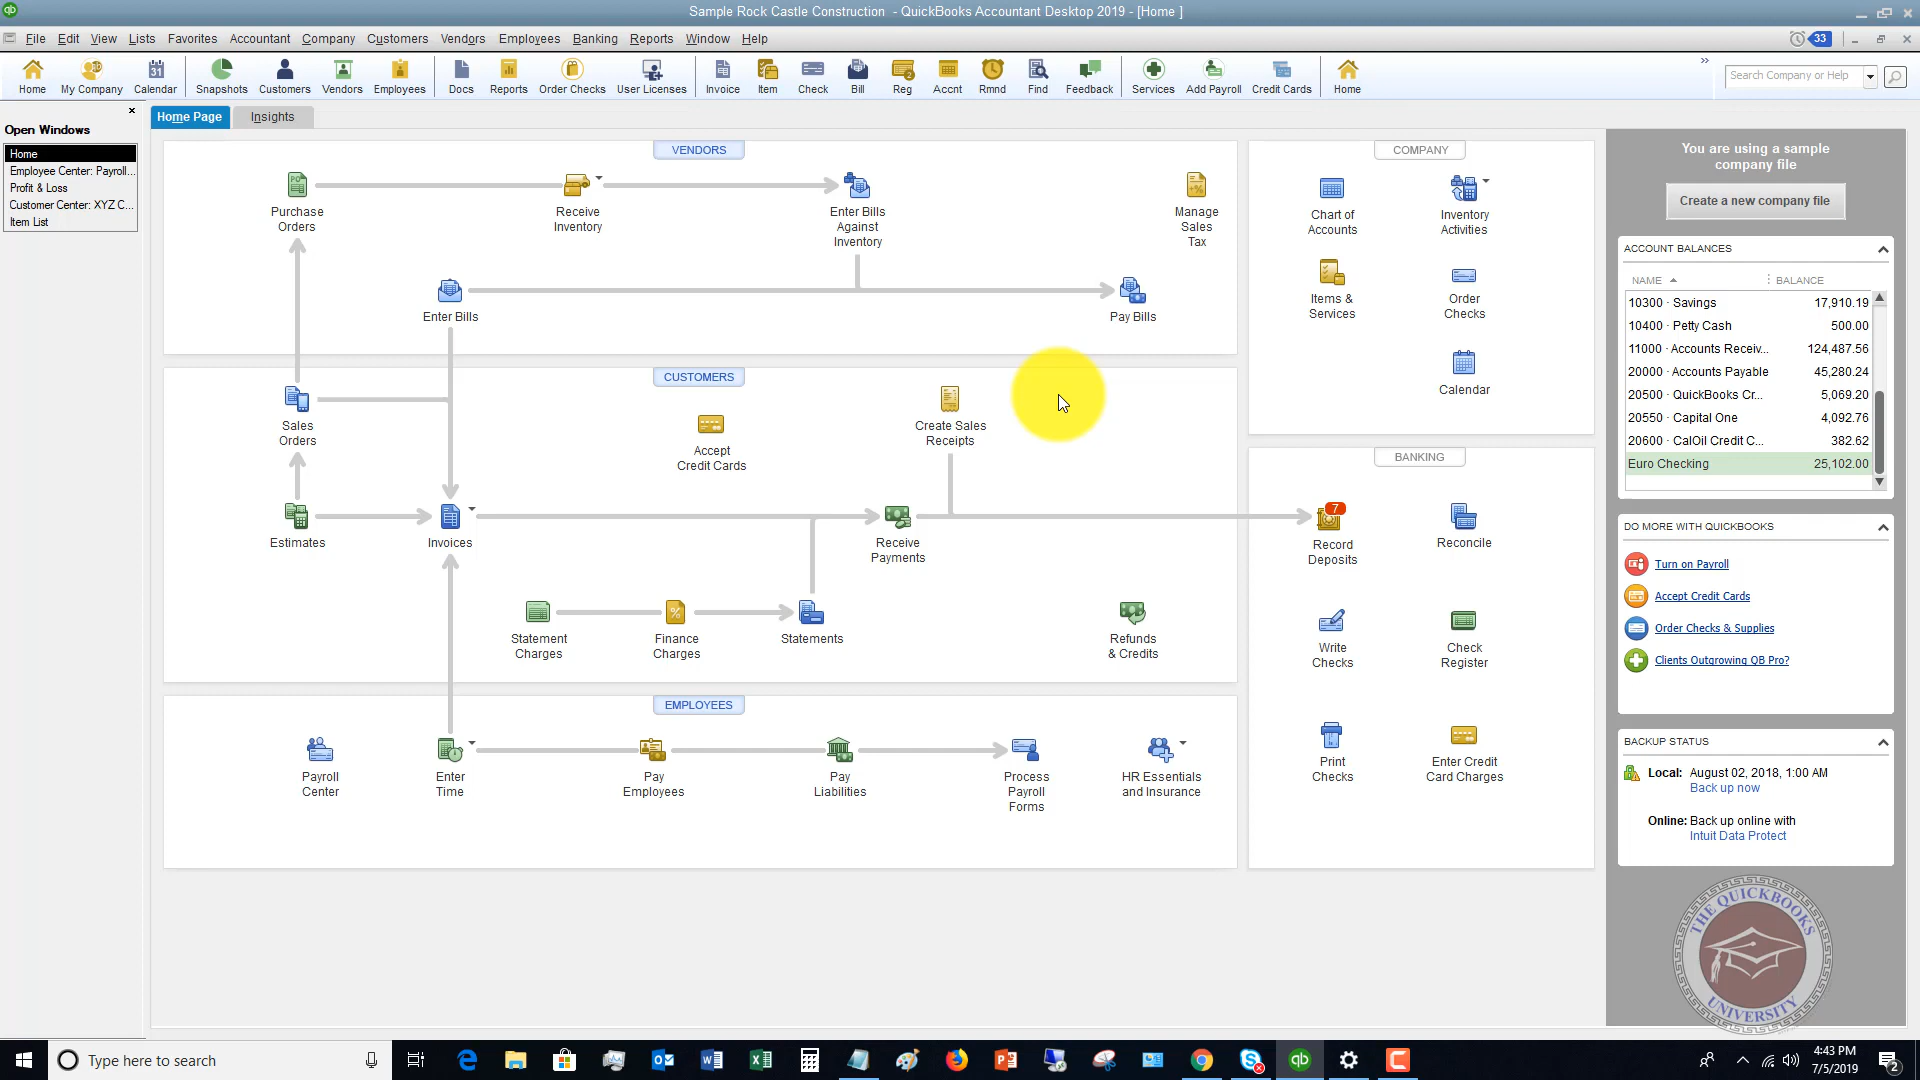 Sample Rock Castle Construction - QuickBooks Accountant Desktop 2019 - [Home ]
File Edit View Lists Favorites Accountant Company Customers Vendors Employees Banking Reports Window Help
33
Home My Company Calendar Snapshots Customers Vendors Employees Docs Reports Order Checks User Licenses Invoice Item Check Bill Reg Accnt Rmnd Find Feedback Services Add Payroll Credit Cards Home
Search Company or Help
Open Windows
Home
Employee Center: Payroll...
Profit & Loss
Customer Center: XYZ C...
Item List
Home Page
Insights
VENDORS
Purchase
Orders
Receive
Inventory
Enter Bills
Against
Inventory
Manage
Sales
Tax
Enter Bills
Pay Bills
CUSTOMERS
Sales
Orders
Accept
Credit Cards
Create Sales
Receipts
Estimates
Invoices
Receive
Payments
Statement
Charges
Finance
Charges
Statements
Refunds
& Credits
EMPLOYEES
Payroll
Center
Enter
Time
Pay
Employees
Pay
Liabilities
Process
Payroll
Forms
HR Essentials
and Insurance
COMPANY
Chart of
Accounts
Inventory
Activities
Items &
Services
Order
Checks
Calendar
BANKING
7
Record
Deposits
Reconcile
Write
Checks
Check
Register
Print
Checks
Enter Credit
Card Charges
You are using a sample
company file
Create a new company file
ACCOUNT BALANCES
NAME BALANCE
10300 · Savings 17,910.19
10400 · Petty Cash 500.00
11000 · Accounts Receiv... 124,487.56
20000 · Accounts Payable 45,280.24
20500 · QuickBooks Cr... 5,069.20
20550 · Capital One 4,092.76
20600 · CalOil Credit C... 382.62
Euro Checking 25,102.00
DO MORE WITH QUICKBOOKS
Turn on Payroll
Accept Credit Cards
Order Checks & Supplies
Clients Outgrowing QB Pro?
BACKUP STATUS
Local: August 02, 2018, 1:00 AM
Back up now
Online: Back up online with
Intuit Data Protect
THE QUICKBOOKS
UNIVERSITY
Type here to search
4:43 PM
7/5/2019
2